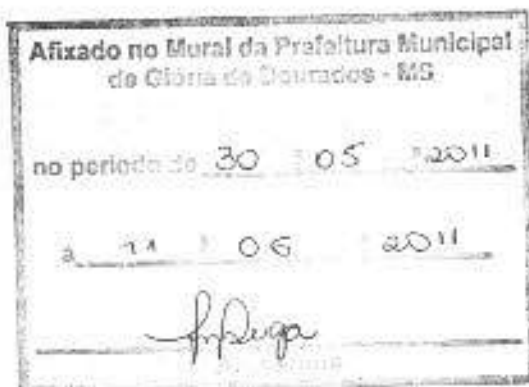 Afixado no Mural da Prefeitura Municipal
de Glória de Dourados - MS
no período de 30 / 05 / 2011
a 11 / 06 / 2011